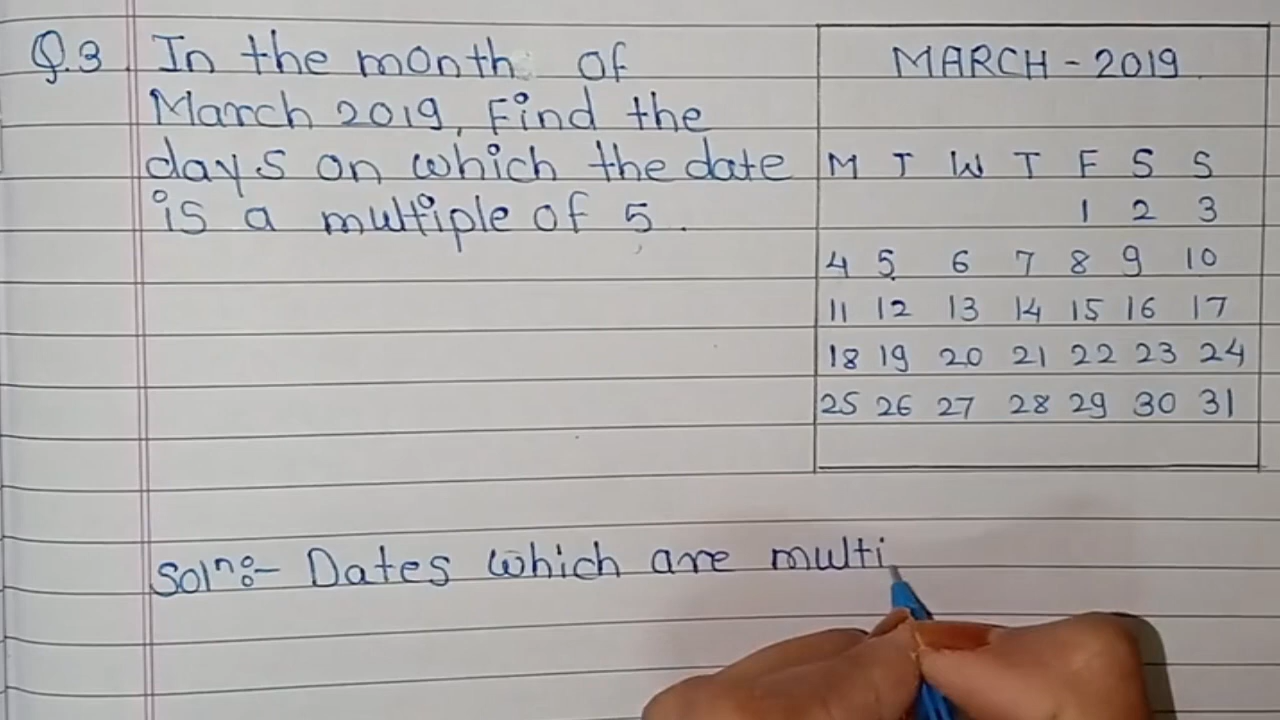 Q.3 In the month of
March 2019, Find the
days on which the date
is a multiple of 5.
MARCH - 2019
M T W T F S S
1 2 3
4 5 6 7 8 9 10
11 12 13 14 15 16 17
18 19 20 21 22 23 24
25 26 27 28 29 30 31
Solⁿ:- Dates which are multi